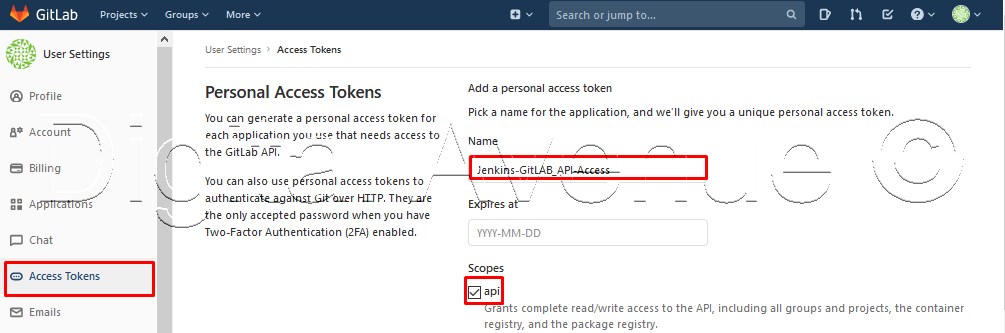 GitLab Projects Groups More Search or jump to...
User Settings
Profile
Account
Billing
Applications
Chat
Access Tokens
Emails
User Settings > Access Tokens
Personal Access Tokens
You can generate a personal access token for
each application you use that needs access to
the GitLab API.
You can also use personal access tokens to
authenticate against Git over HTTP. They are
the only accepted password when you have
Two-Factor Authentication (2FA) enabled.
Add a personal access token
Pick a name for the application, and we'll give you a unique personal access token.
Name
Jenkins-GitLAB_API-Access
Expires at
YYYY-MM-DD
Scopes
api
Grants complete read/write access to the API, including all groups and projects, the container
registry, and the package registry.